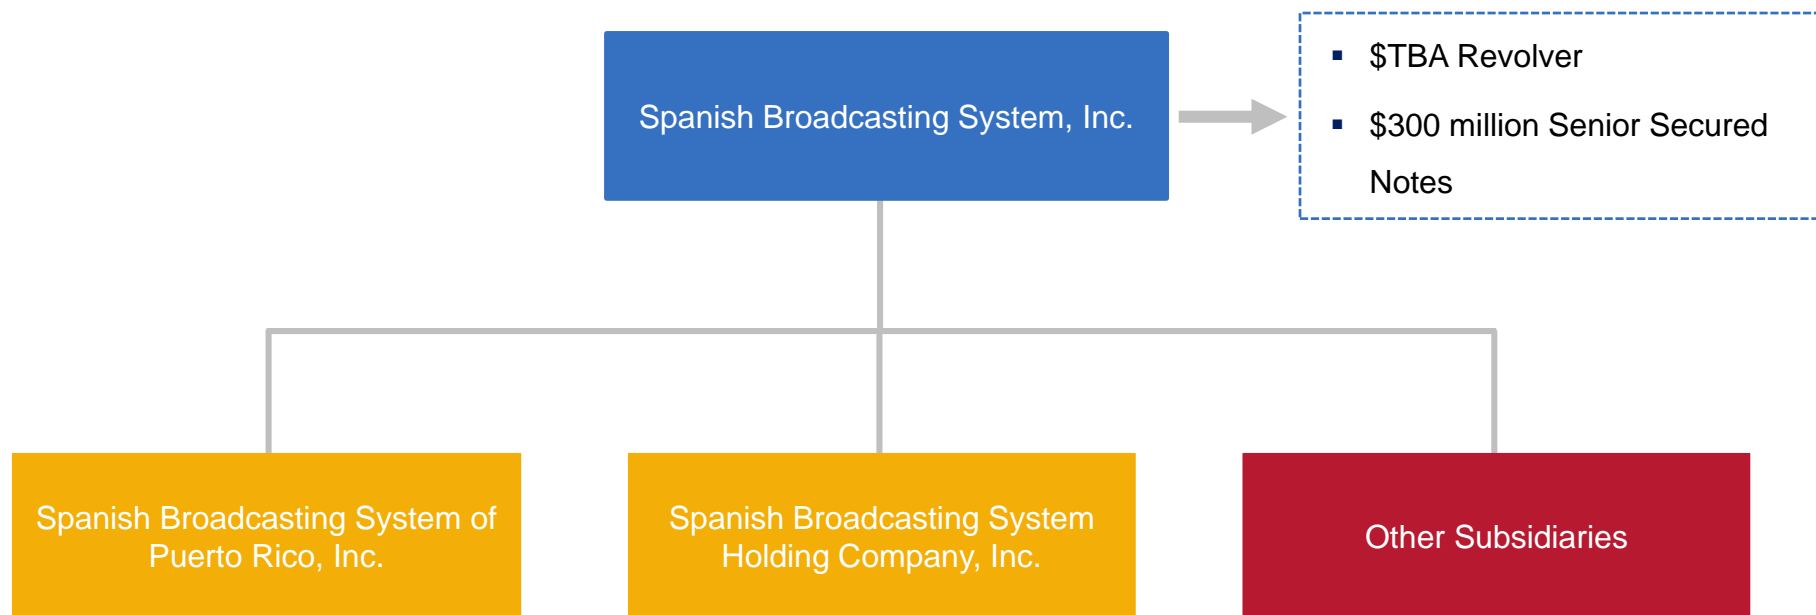 Spanish Broadcasting System, Inc.
▪ $TBA Revolver
▪ $300 million Senior Secured
Notes
Spanish Broadcasting System of
Puerto Rico, Inc.
Spanish Broadcasting System
Holding Company, Inc.
Other Subsidiaries